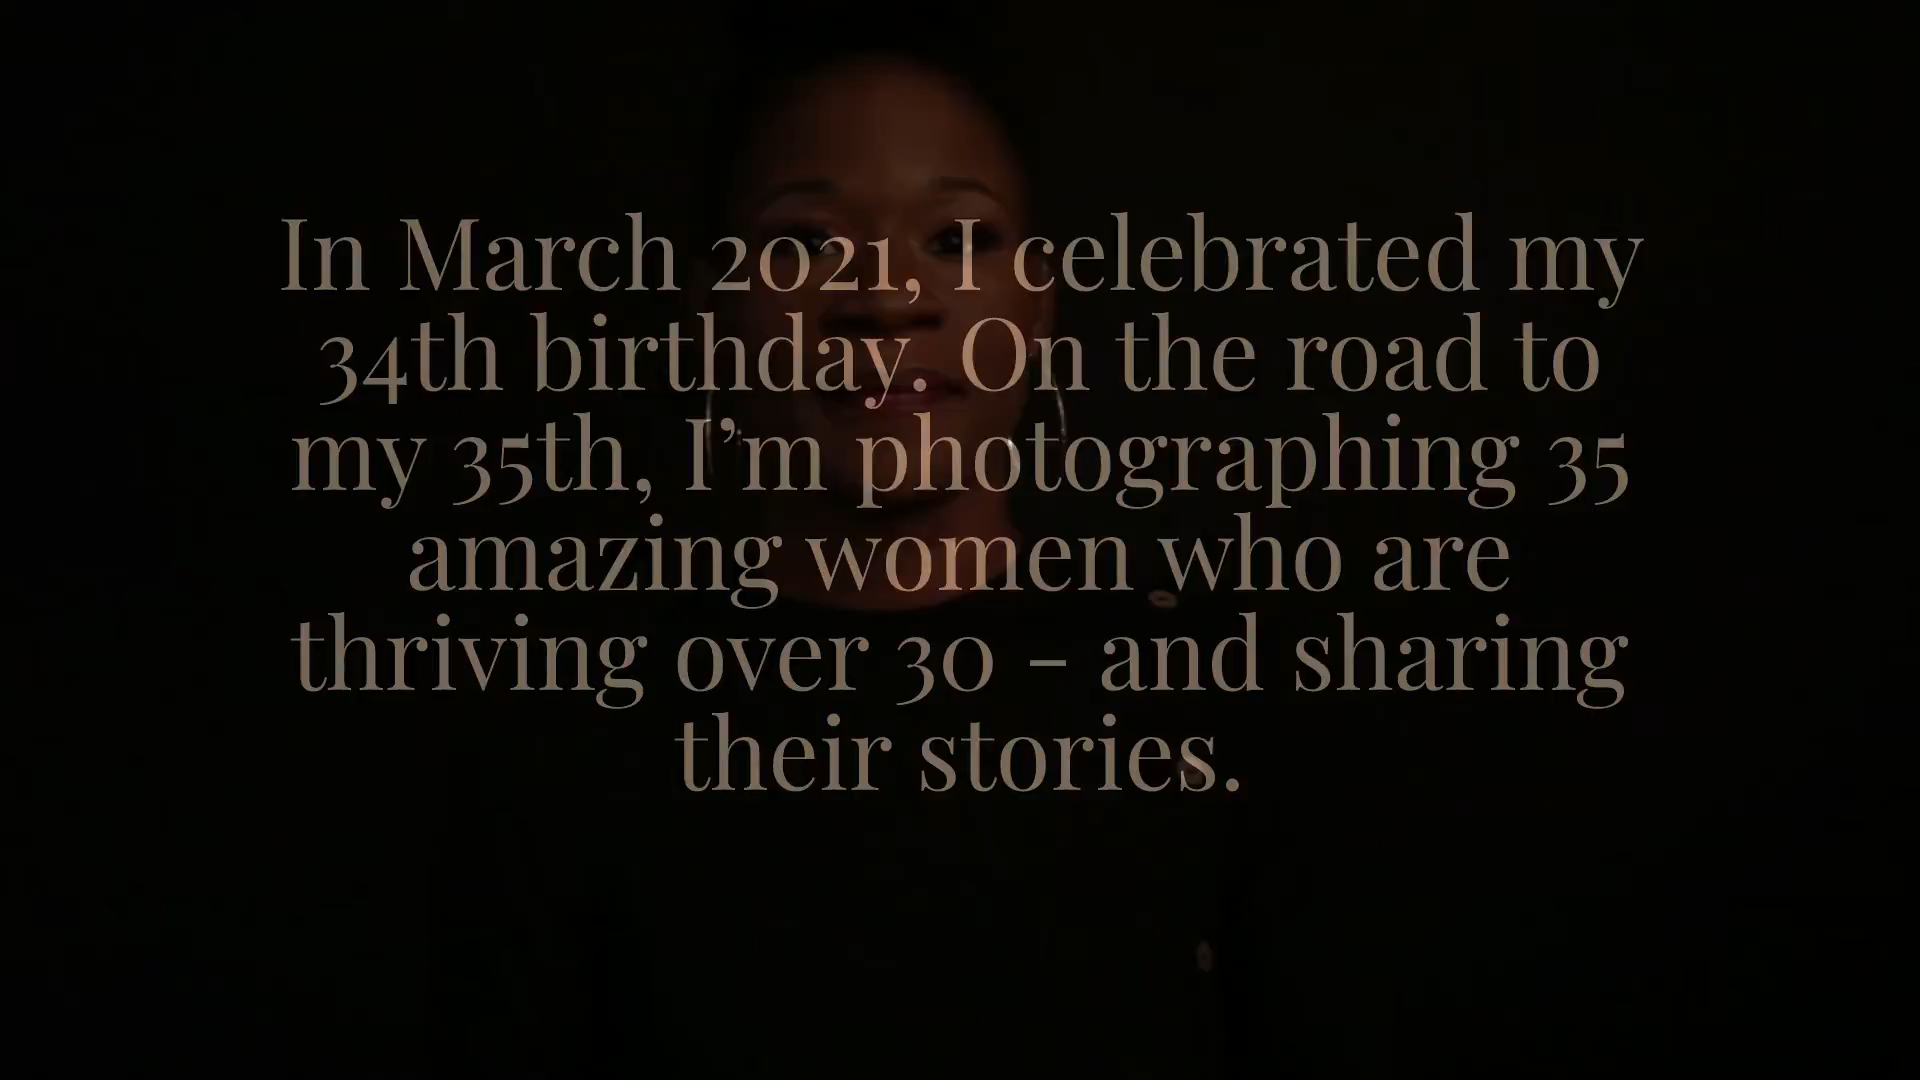 In March 2021, I celebrated my
34th birthday. On the road to
my 35th, I’m photographing 35
amazing women who are
thriving over 30 - and sharing
their stories.